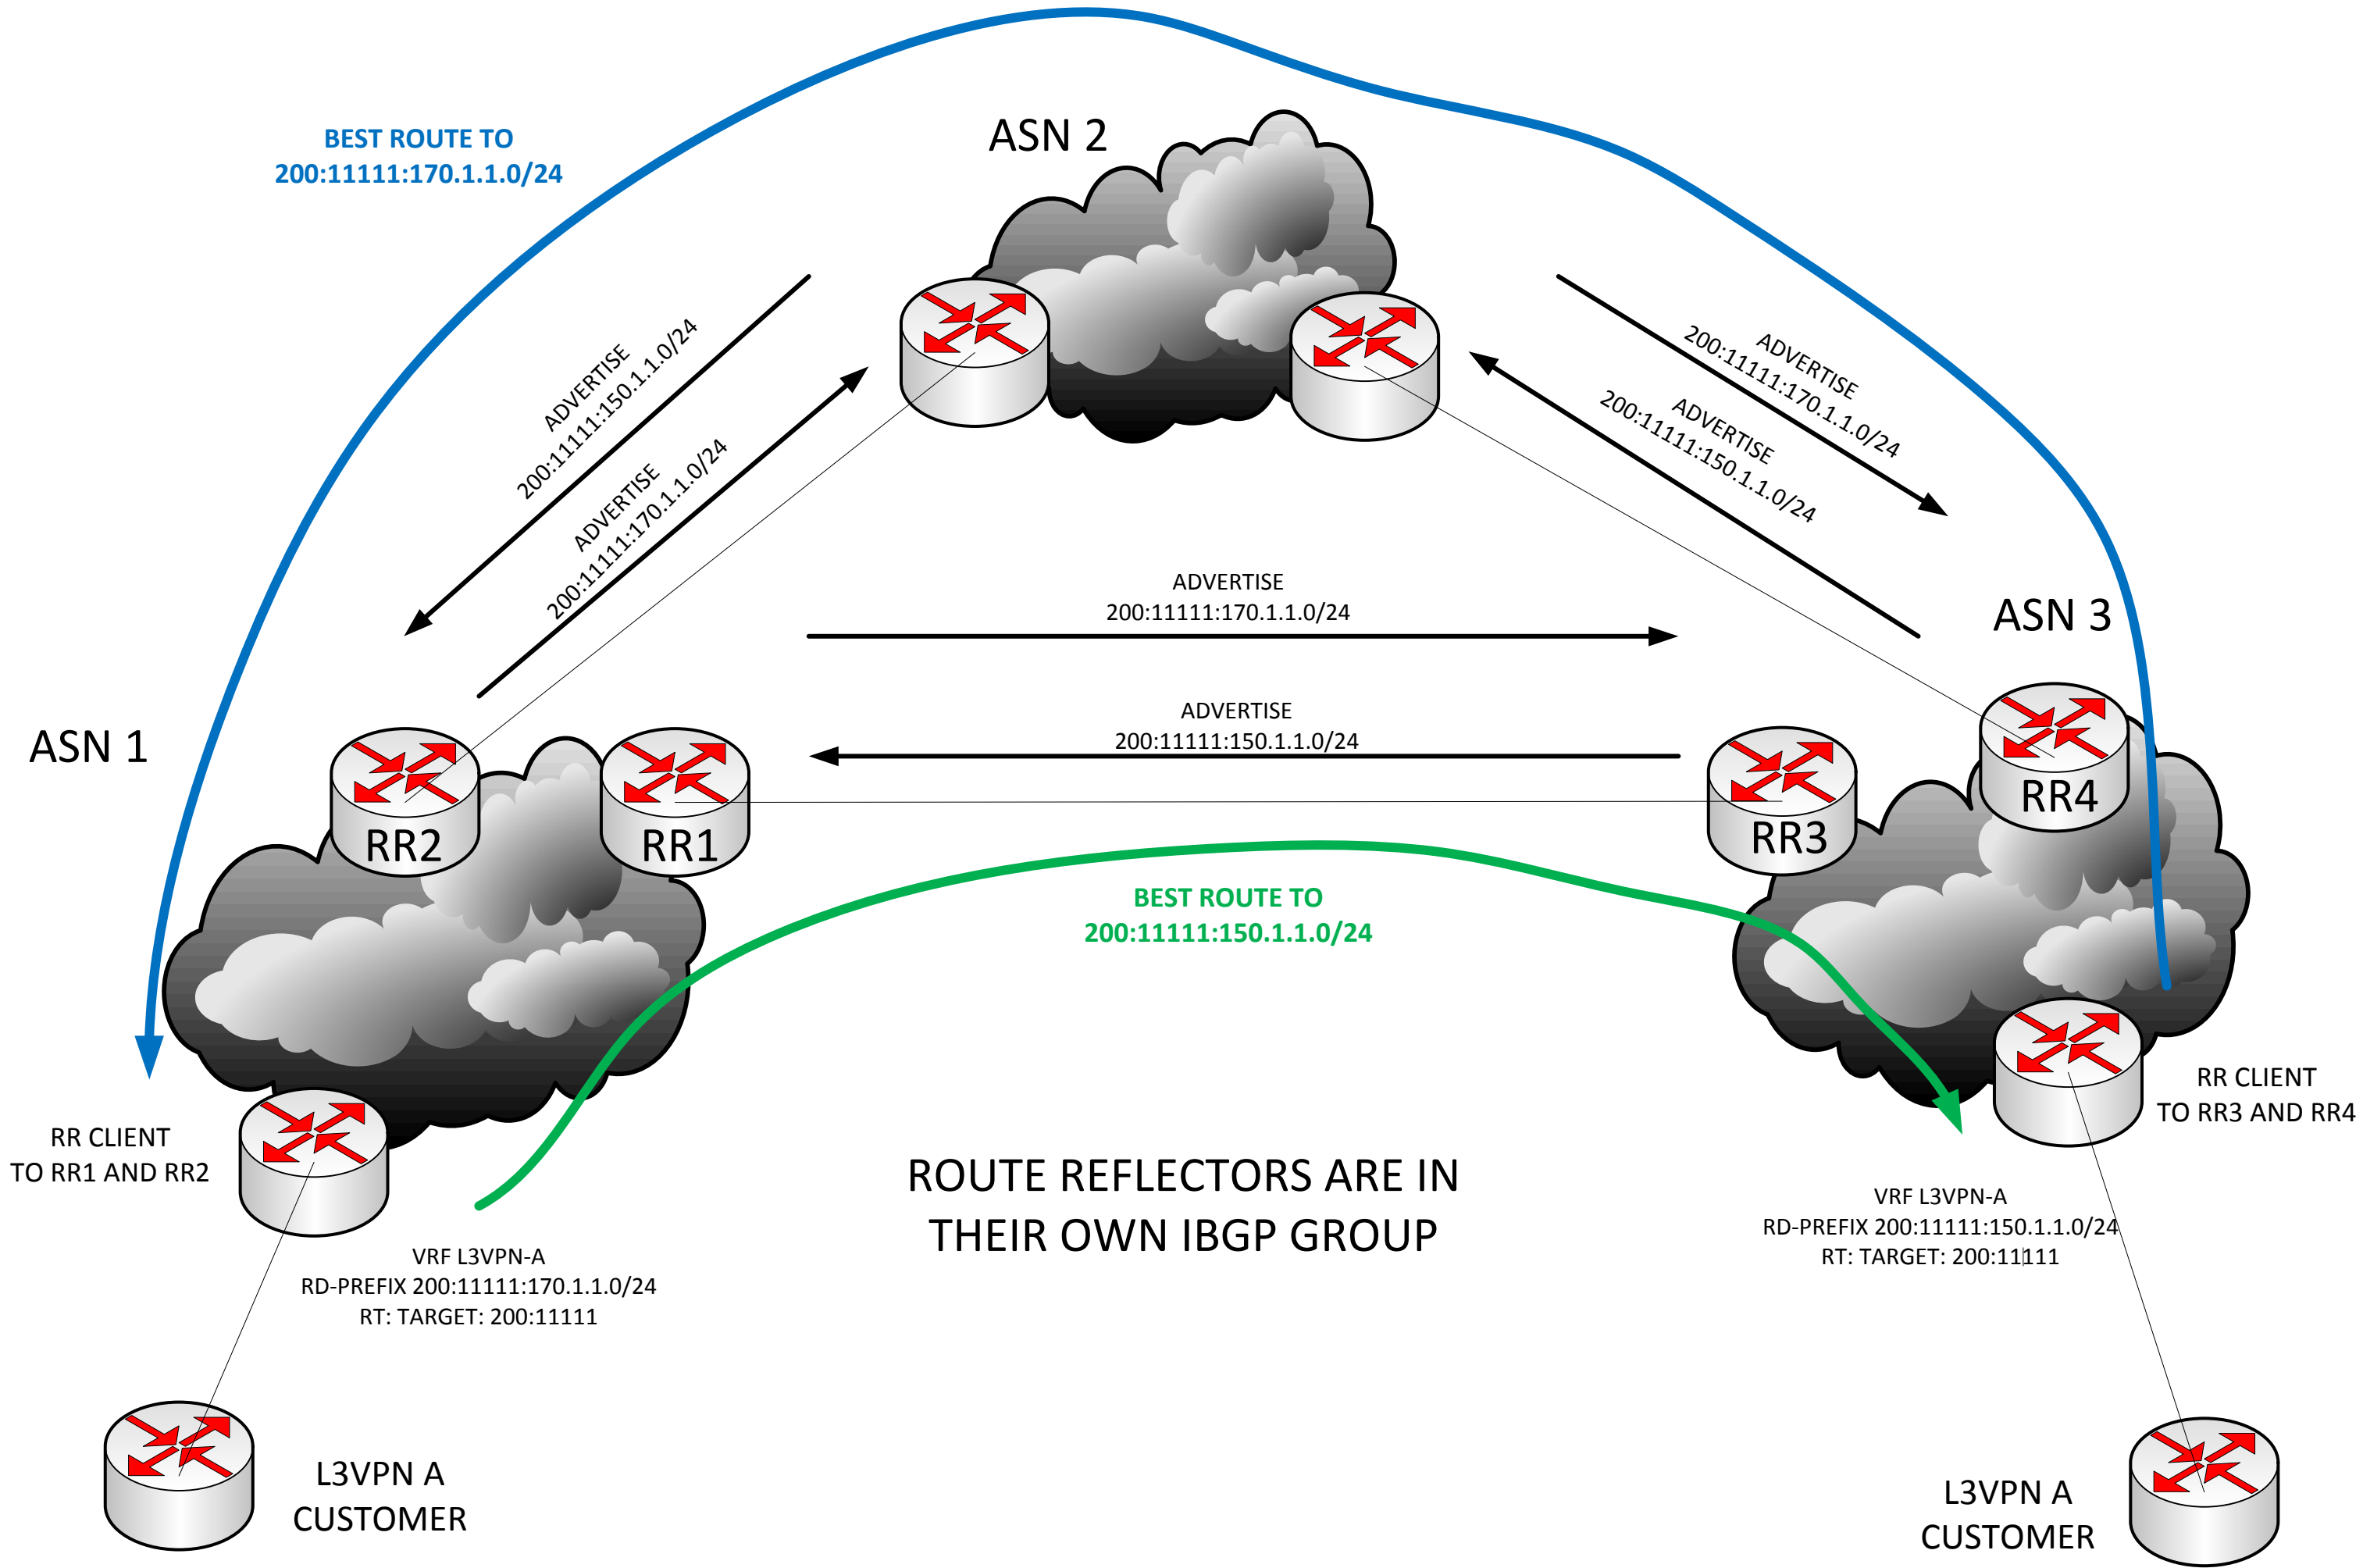 BEST ROUTE TO
200:11111:170.1.1.0/24
ASN 2
ADVERTISE
200:11111:150.1.1.0/24
ADVERTISE
200:11111:170.1.1.0/24
ADVERTISE
200:11111:170.1.1.0/24
ADVERTISE
200:11111:150.1.1.0/24
ADVERTISE
200:11111:170.1.1.0/24
ASN 3
ADVERTISE
200:11111:150.1.1.0/24
ASN 1
RR2
RR1
RR3
RR4
BEST ROUTE TO
200:11111:150.1.1.0/24
RR CLIENT
TO RR1 AND RR2
RR CLIENT
TO RR3 AND RR4
ROUTE REFLECTORS ARE IN
THEIR OWN IBGP GROUP
VRF L3VPN-A
RD-PREFIX 200:11111:170.1.1.0/24
RT: TARGET: 200:11111
VRF L3VPN-A
RD-PREFIX 200:11111:150.1.1.0/24
RT: TARGET: 200:11111
L3VPN A
CUSTOMER
L3VPN A
CUSTOMER